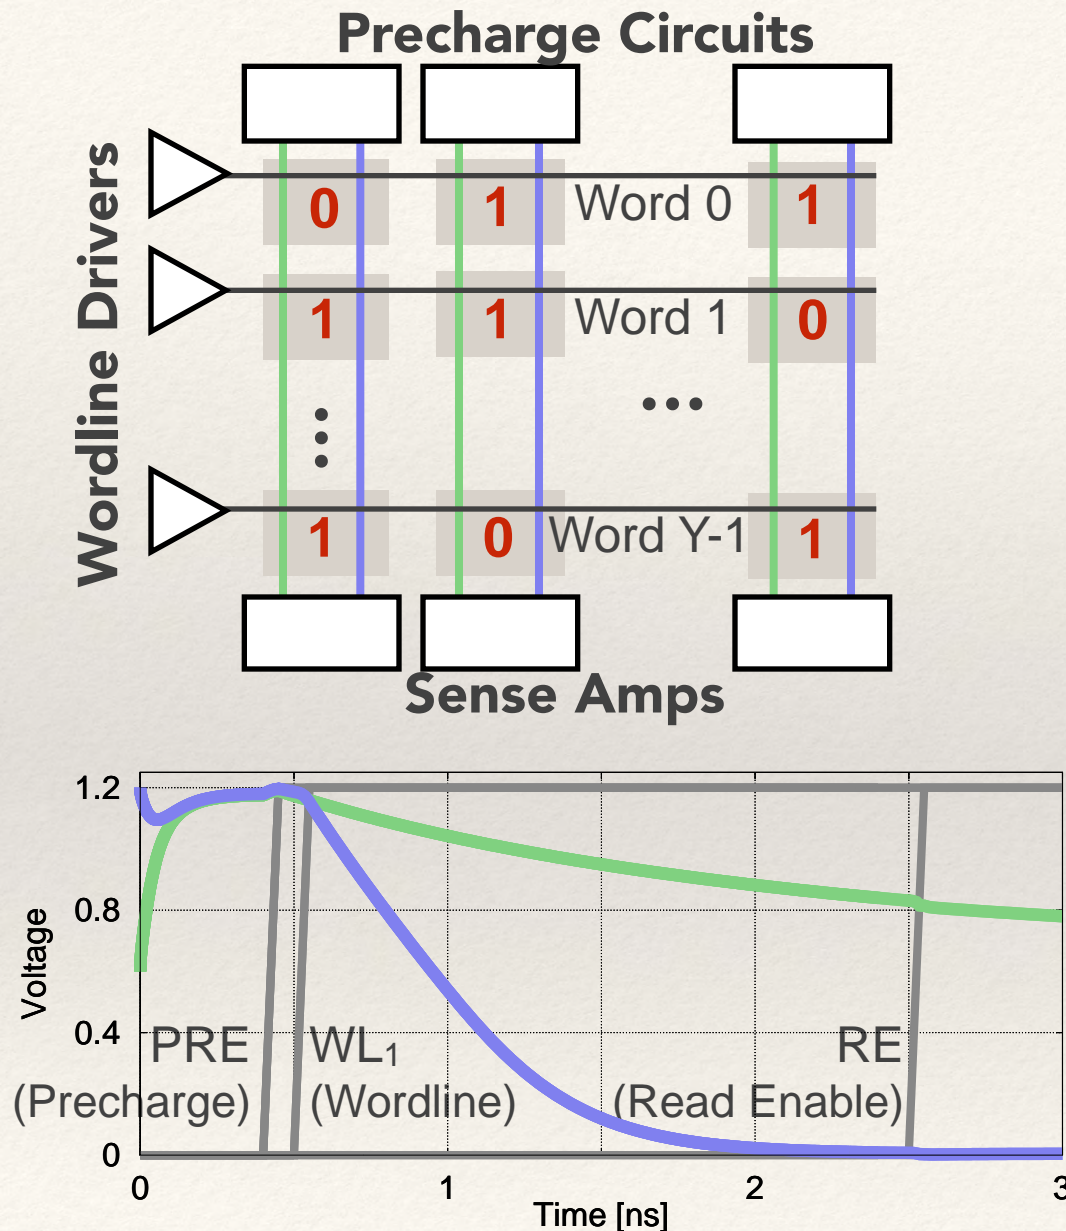 Precharge Circuits
Wordline Drivers
0 1 Word 0 1
1 1 Word 1 0
1 0 Word Y-1 1
Sense Amps
1.2
0.8
0.4
0
Voltage
PRE
(Precharge)
WL₁
(Wordline)
RE
(Read Enable)
0 1 2 3
Time [ns]